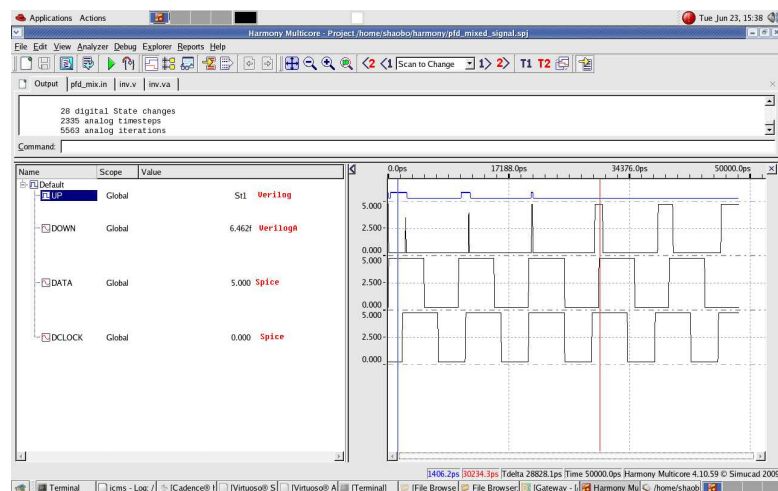 Applications Actions Tue Jun 23, 15:38
Harmony Multicore - Project /home/shaobo/harmony/pfd_mixed_signal.spj
File Edit View Analyzer Debug Explorer Reports Help
<2 <1 Scan to Change 1> 2> T1 T2
Output pfd_mix.in inv.v inv.va
28 digital State changes
2335 analog timesteps
5563 analog iterations
Command:
Name Scope Value 0.0ps 17188.0ps 34376.0ps 50000.0ps
Default
UP Global St1 Verilog
5.000
DOWN Global 6.462f VerilogA 2.500
0.000
5.000
DATA Global 5.000 Spice 2.500
0.000
5.000
DCLOCK Global 0.000 Spice 2.500
0.000
1406.2ps 30234.3ps Tdelta 28828.1ps Time 50000.0ps Harmony Multicore 4.10.59 © Simucad 2009
Terminal icms - Log: / [Cadence® [Virtuoso® S [Virtuoso® A [Terminal] [File Browse File Browser: [Gateway - [ Harmony Mu /home/shaob